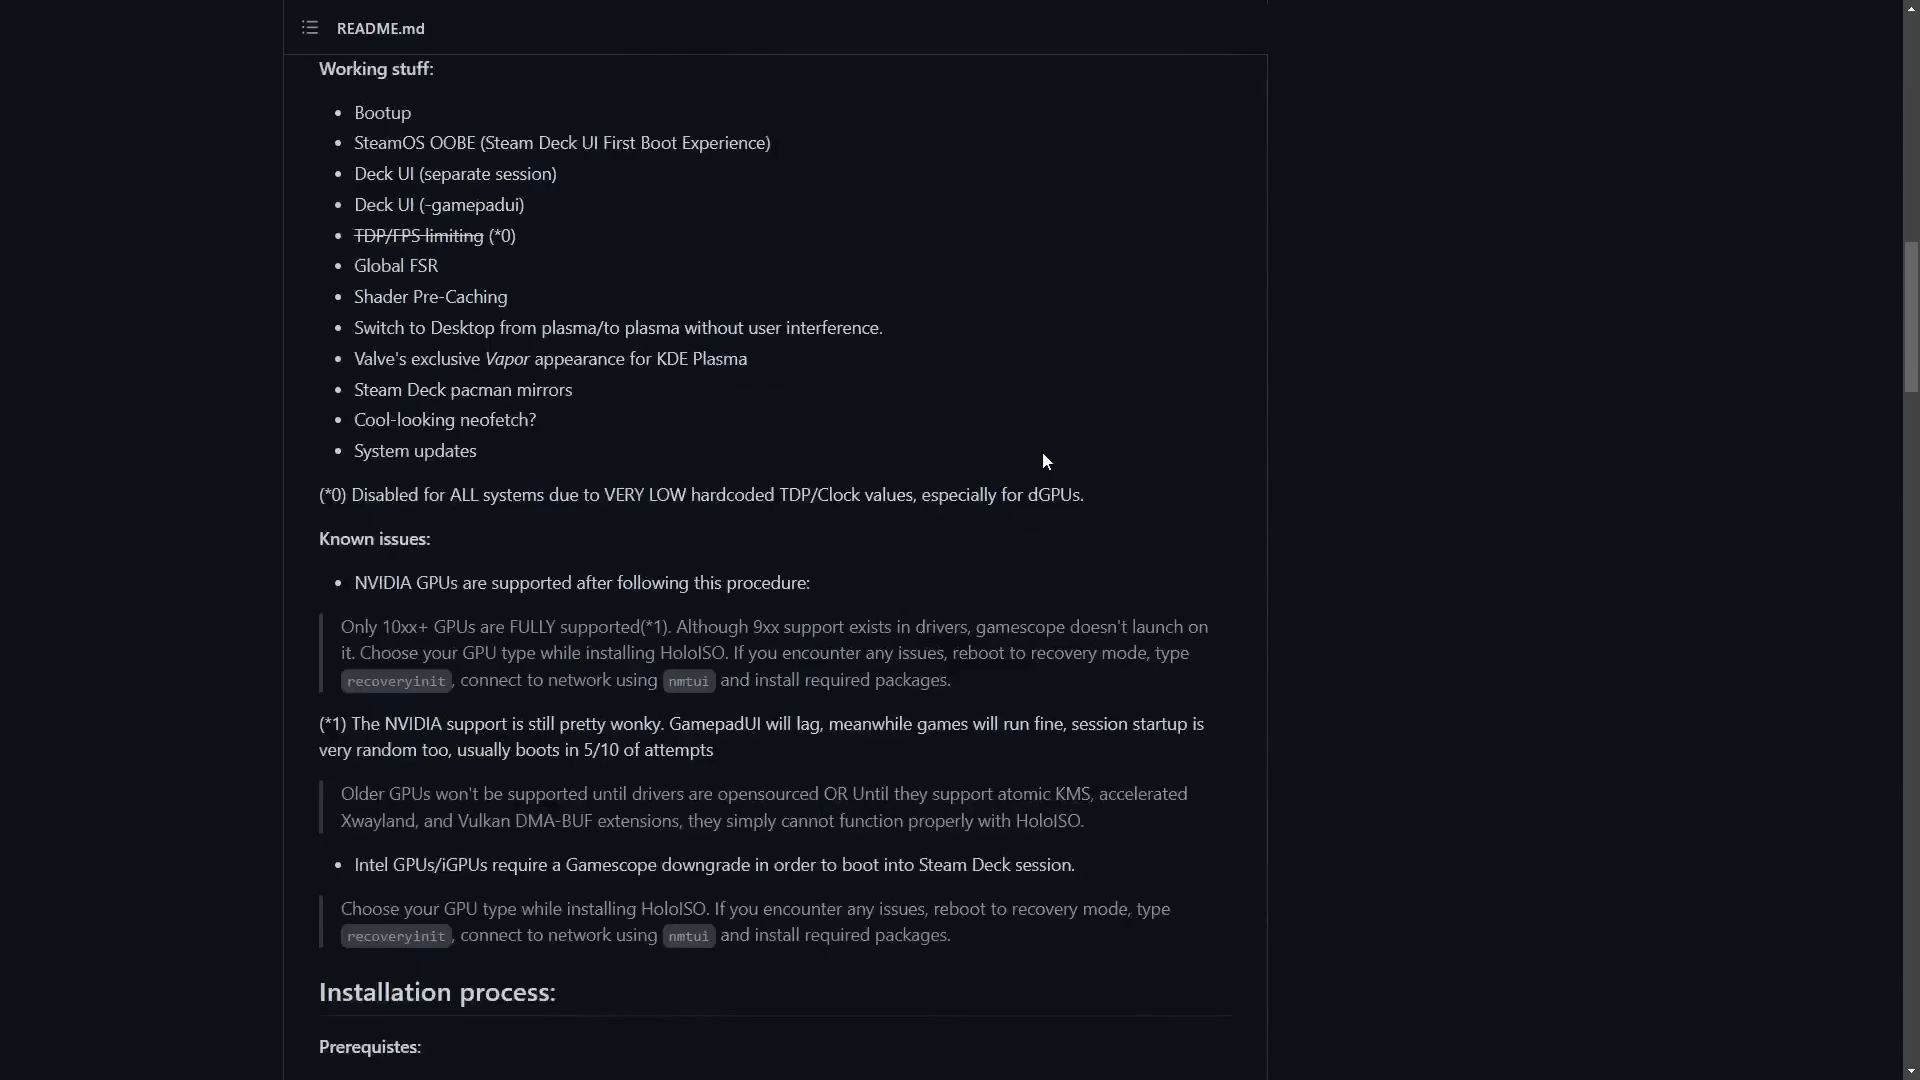 README.md
Working stuff:
• Bootup
• SteamOS OOBE (Steam Deck UI First Boot Experience)
• Deck UI (separate session)
• Deck UI (-gamepadui)
• TDP/FPS limiting (*0)
• Global FSR
• Shader Pre-Caching
• Switch to Desktop from plasma/to plasma without user interference.
• Valve's exclusive Vapor appearance for KDE Plasma
• Steam Deck pacman mirrors
• Cool-looking neofetch?
• System updates
(*0) Disabled for ALL systems due to VERY LOW hardcoded TDP/Clock values, especially for dGPUs.
Known issues:
• NVIDIA GPUs are supported after following this procedure:
Only 10xx+ GPUs are FULLY supported(*1). Although 9xx support exists in drivers, gamescope doesn't launch on
it. Choose your GPU type while installing HoloISO. If you encounter any issues, reboot to recovery mode, type
recoveryinit, connect to network using nmtui and install required packages.
(*1) The NVIDIA support is still pretty wonky. GamepadUI will lag, meanwhile games will run fine, session startup is
very random too, usually boots in 5/10 of attempts
Older GPUs won't be supported until drivers are opensourced OR Until they support atomic KMS, accelerated
Xwayland, and Vulkan DMA-BUF extensions, they simply cannot function properly with HoloISO.
• Intel GPUs/iGPUs require a Gamescope downgrade in order to boot into Steam Deck session.
Choose your GPU type while installing HoloISO. If you encounter any issues, reboot to recovery mode, type
recoveryinit, connect to network using nmtui and install required packages.
Installation process:
Prerequistes: